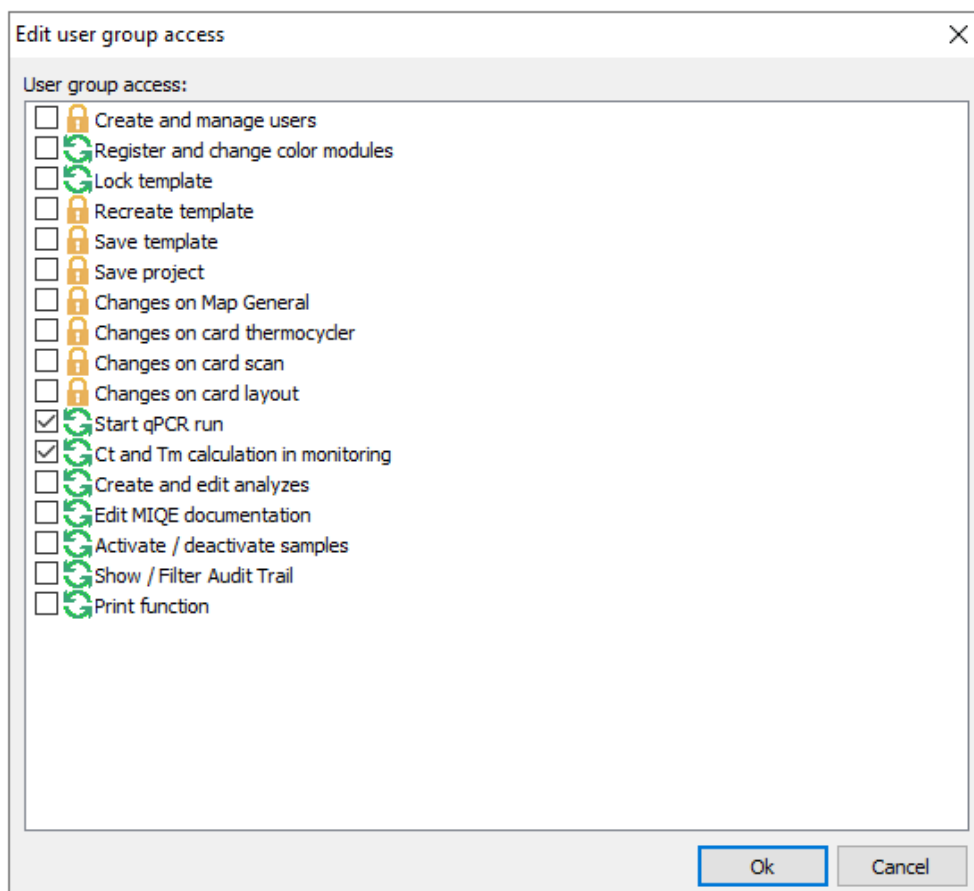 Edit user group access
User group access:
Create and manage users
Register and change color modules
Lock template
Recreate template
Save template
Save project
Changes on Map General
Changes on card thermocycler
Changes on card scan
Changes on card layout
Start qPCR run
Ct and Tm calculation in monitoring
Create and edit analyzes
Edit MIQE documentation
Activate / deactivate samples
Show / Filter Audit Trail
Print function
Ok Cancel